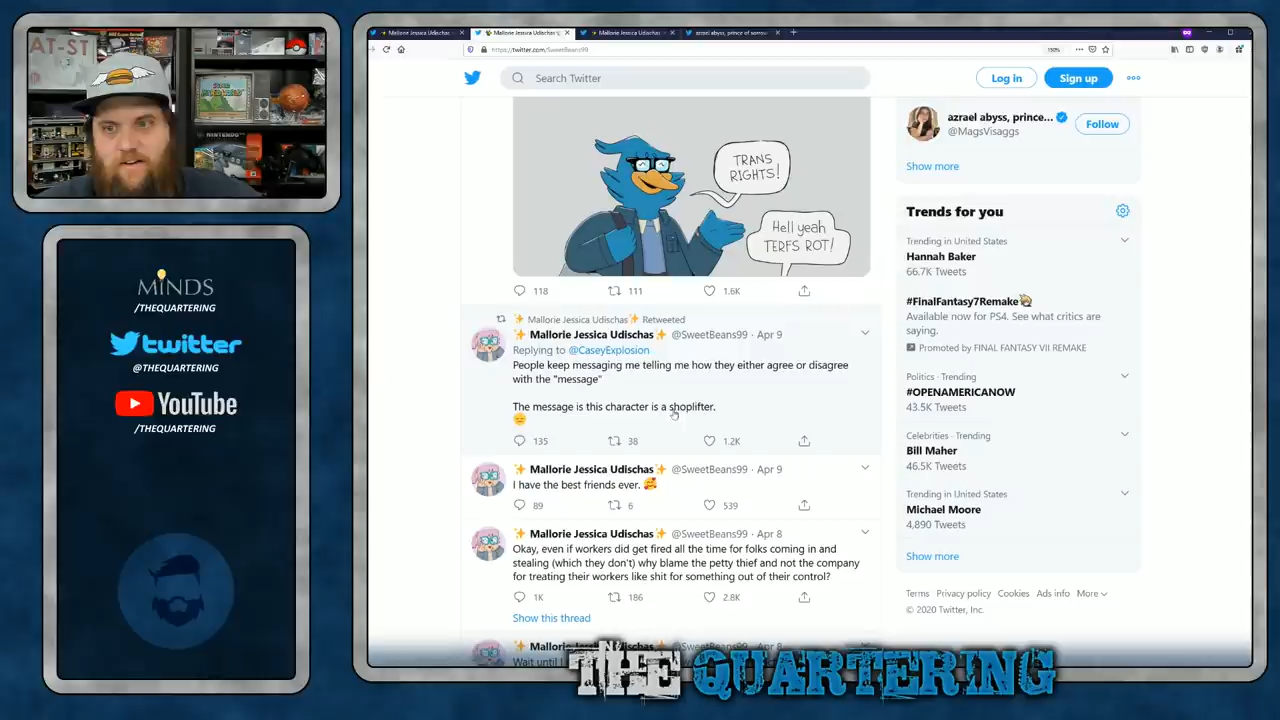 AT-ST
MINDS
/THEQUARTERING
twitter
@THEQUARTERING
YouTube
/THEQUARTERING
Mallorie Jessica Udischas
Mallorie Jessica Udischas
Mallorie Jessica Udischas
azrael abyss, prince of sorrow
https://twitter.com/SweetBeans99
150%
Search Twitter
Log in
Sign up
TRANS
RIGHTS!
Hell yeah
TERFS ROT!
118
111
1.6K
✨ Mallorie Jessica Udischas✨ Retweeted
✨ Mallorie Jessica Udischas✨ @SweetBeans99 · Apr 9
Replying to @CaseyExplosion
People keep messaging me telling me how they either agree or disagree
with the "message"
The message is this character is a shoplifter.
😑
135
38
1.2K
✨ Mallorie Jessica Udischas✨ @SweetBeans99 · Apr 9
I have the best friends ever. 🥰
89
6
539
✨ Mallorie Jessica Udischas✨ @SweetBeans99 · Apr 8
Okay, even if workers did get fired all the time for folks coming in and
stealing (which they don't) why blame the petty thief and not the company
for treating their workers like shit for something out of their control?
1K
186
2.8K
Show this thread
@SweetBeans99 · Apr 8
Wait until
azrael abyss, prince...
@MagsVisaggs
Follow
Show more
Trends for you
Trending in United States
Hannah Baker
66.7K Tweets
#FinalFantasy7Remake
Available now for PS4. See what critics are
saying.
Promoted by FINAL FANTASY VII REMAKE
Politics · Trending
#OPENAMERICANOW
43.5K Tweets
Celebrities · Trending
Bill Maher
46.5K Tweets
Trending in United States
Michael Moore
4,890 Tweets
Show more
Terms Privacy policy Cookies Ads info More
© 2020 Twitter, Inc.
THE QUARTERING